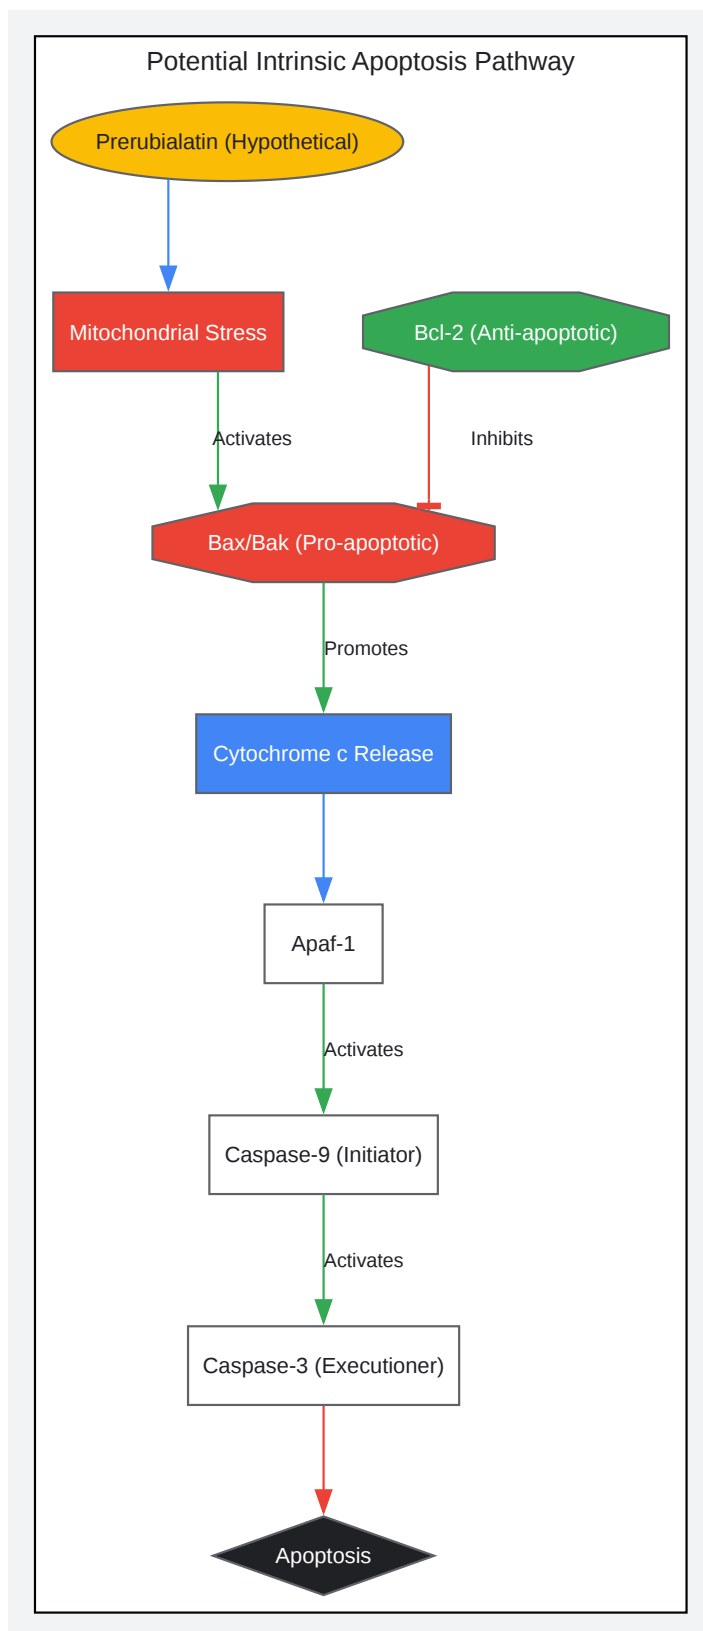 Potential Intrinsic Apoptosis Pathway
Prerubialatin (Hypothetical)
Mitochondrial Stress
Bcl-2 (Anti-apoptotic)
Activates
Inhibits
Bax/Bak (Pro-apoptotic)
Promotes
Cytochrome c Release
Apaf-1
Activates
Caspase-9 (Initiator)
Activates
Caspase-3 (Executioner)
Apoptosis